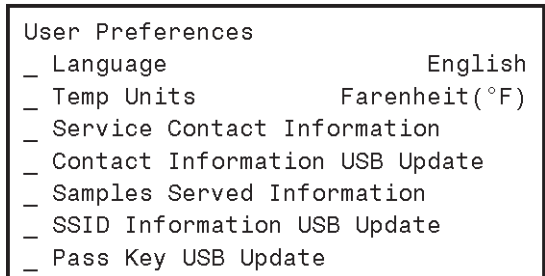 User Preferences
_ Language English
_ Temp Units Farenheit(°F)
_ Service Contact Information
_ Contact Information USB Update
_ Samples Served Information
_ SSID Information USB Update
_ Pass Key USB Update